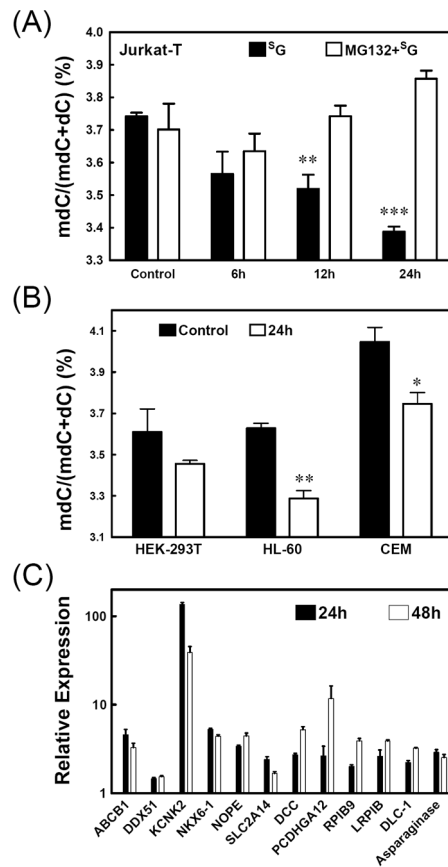 (A)
Jurkat-T
ˢG
MG132+ˢG
mdC/(mdC+dC) (%)
3.9
3.8
3.7
3.6
3.5
3.4
3.3
**
***
Control
6h
12h
24h
(B)
Control
24h
mdC/(mdC+dC) (%)
4.1
3.9
3.7
3.5
3.3
3.1
**
*
HEK-293T
HL-60
CEM
(C)
24h
48h
Relative Expression
100
10
1
ABCB1
DDX51
KCNK2
NKX6-1
NOPE
SLC2A14
DCC
PCDHGA12
RPIB9
LRPIB
DLC-1
Asparaginase